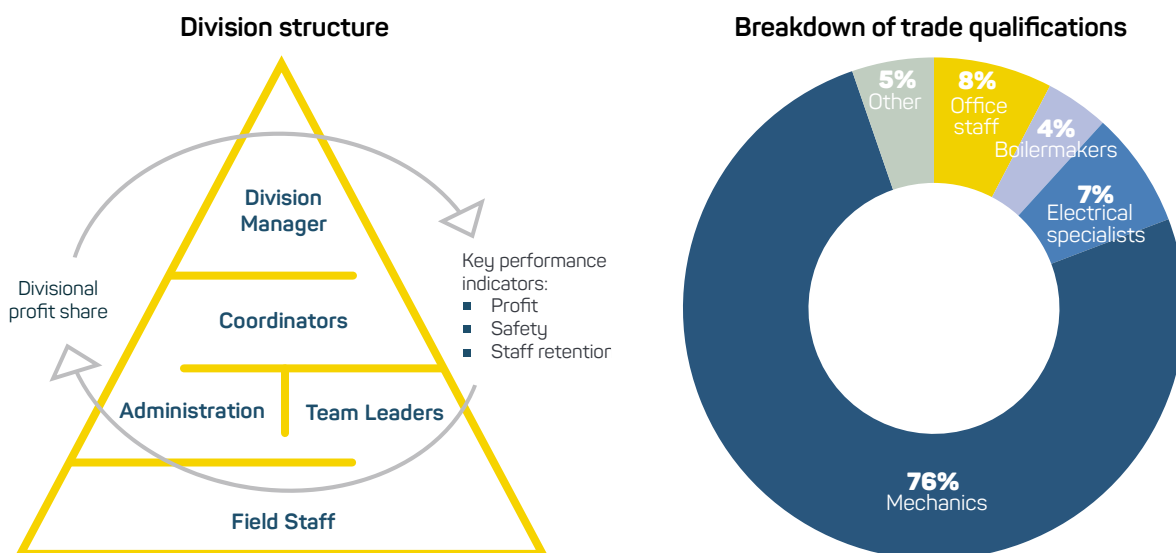 Division structure
Division
Manager
Coordinators
Administration
Team Leaders
Field Staff
Divisional
profit share
Key performance
indicators:
Profit
Safety
Staff retention
Breakdown of trade qualifications
5%
Other
8%
Office
staff
4%
Boilermakers
7%
Electrical
specialists
76%
Mechanics